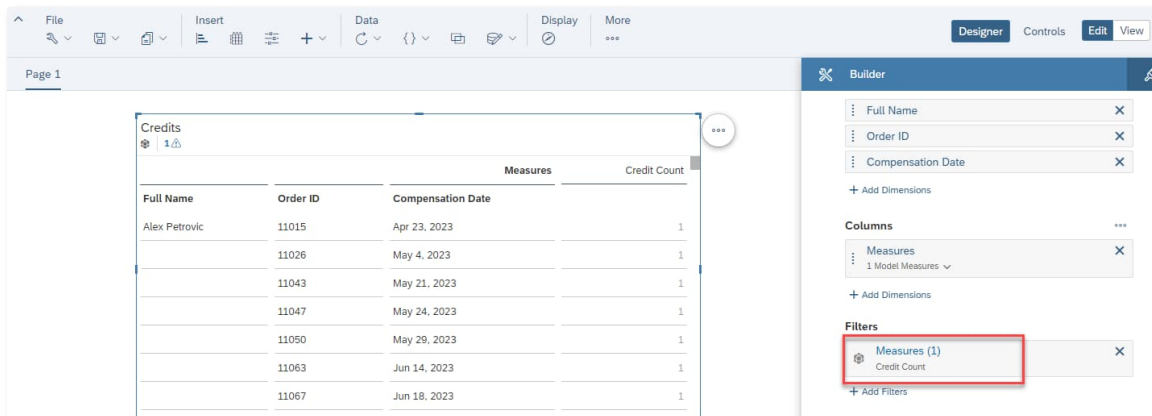 File Insert Data Display More
Designer Controls Edit View
Page 1
Builder
Credits
1
Measures Credit Count
Full Name Order ID Compensation Date
Alex Petrovic 11015 Apr 23, 2023 1
11026 May 4, 2023 1
11043 May 21, 2023 1
11047 May 24, 2023 1
11050 May 29, 2023 1
11063 Jun 14, 2023 1
11067 Jun 18, 2023 1
Full Name
Order ID
Compensation Date
+ Add Dimensions
Columns
Measures
1 Model Measures
+ Add Dimensions
Filters
Measures (1)
Credit Count
+ Add Filters